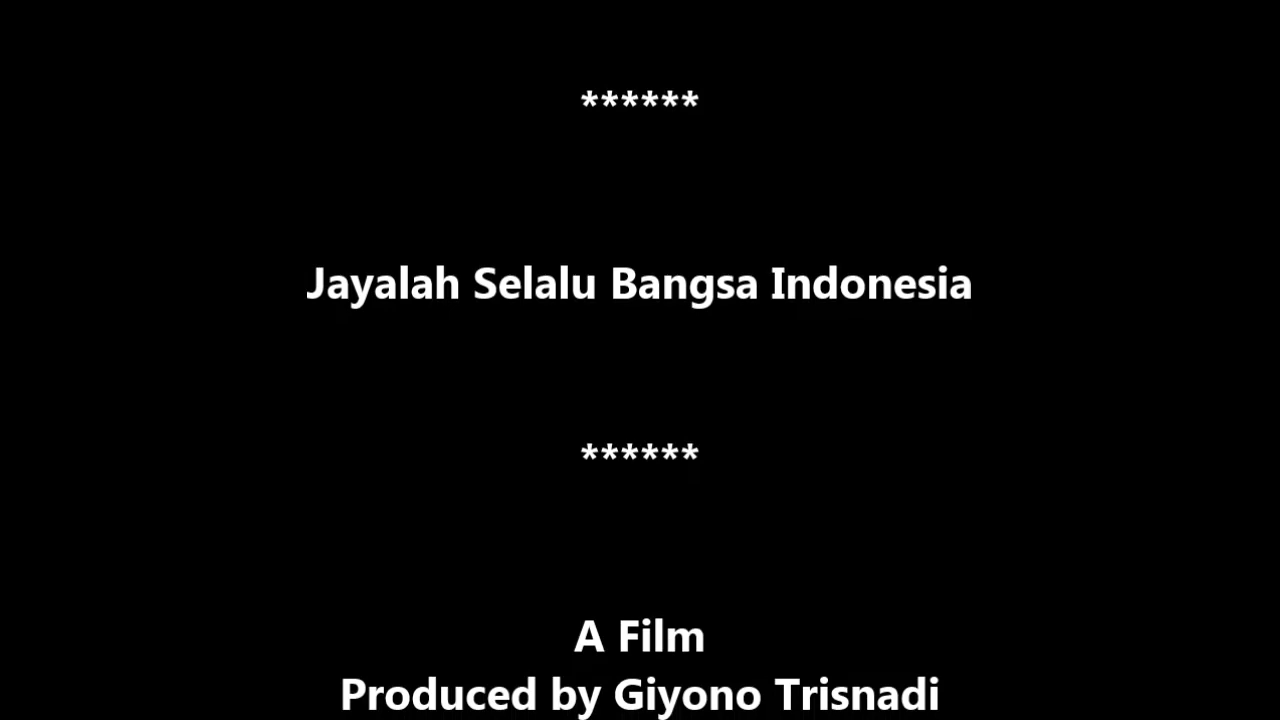 ******
Jayalah Selalu Bangsa Indonesia
******
A Film
Produced by Giyono Trisnadi